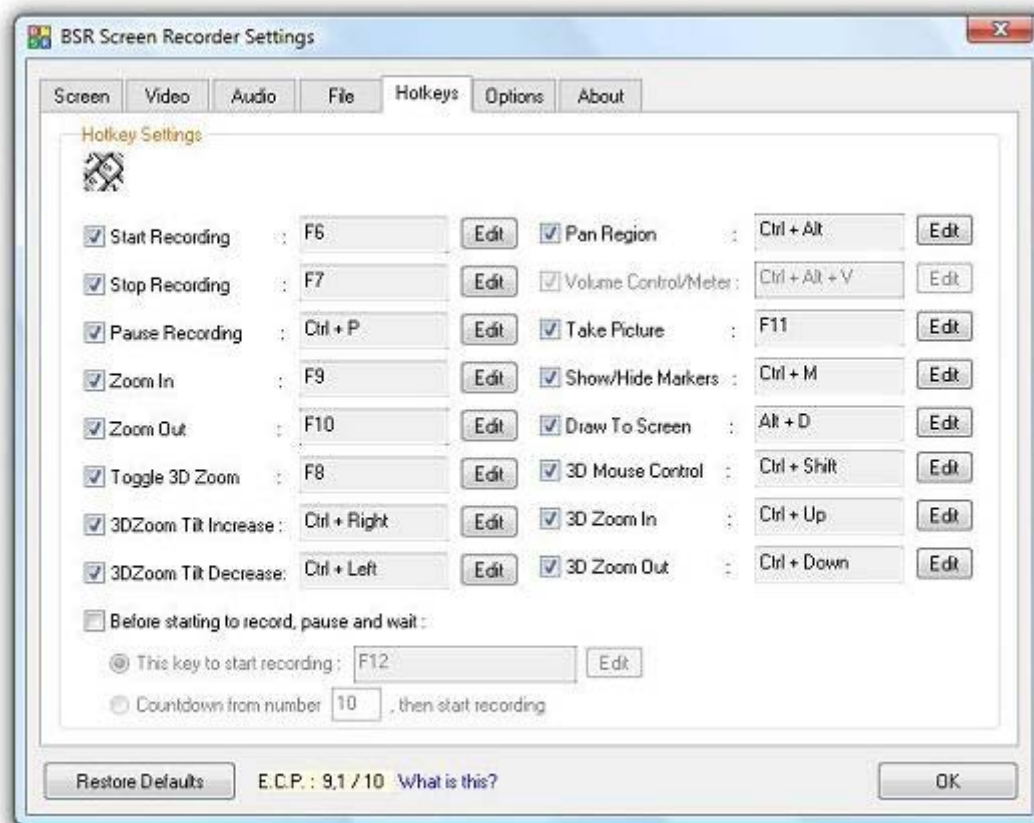 BSR Screen Recorder Settings
Screen Video Audio File Hotkeys Options About
Hotkey Settings
Start Recording : F6 Edit Pan Region : Ctrl + Alt Edit
Stop Recording : F7 Edit Volume Control/Meter : Ctrl + Alt + V Edit
Pause Recording : Ctrl + P Edit Take Picture : F11 Edit
Zoom In : F9 Edit Show/Hide Markers : Ctrl + M Edit
Zoom Out : F10 Edit Draw To Screen : Alt + D Edit
Toggle 3D Zoom : F8 Edit 3D Mouse Control : Ctrl + Shift Edit
3DZoom Tilt Increase : Ctrl + Right Edit 3D Zoom In : Ctrl + Up Edit
3DZoom Tilt Decrease: Ctrl + Left Edit 3D Zoom Out : Ctrl + Down Edit
Before starting to record, pause and wait :
This key to start recording : F12 Edit
Countdown from number 10 , then start recording
Restore Defaults E.C.P. : 9,1 / 10 What is this? OK